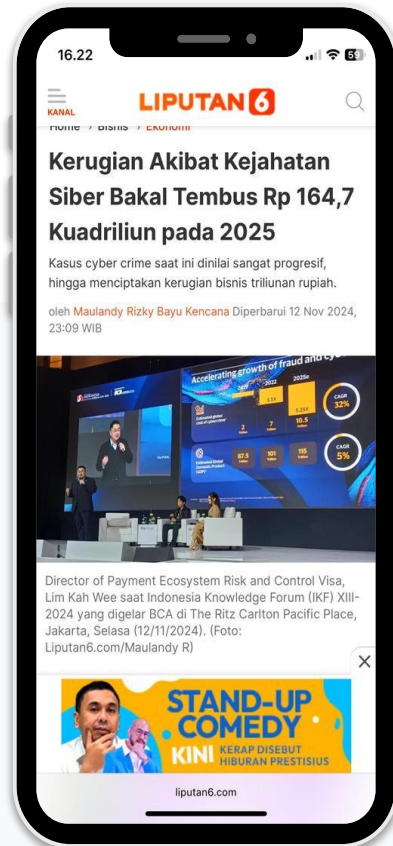 16.22
59
KANAL
LIPUTAN 6
Home > Bisnis > Ekonomi
Kerugian Akibat Kejahatan
Siber Bakal Tembus Rp 164,7
Kuadriliun pada 2025
Kasus cyber crime saat ini dinilai sangat progresif,
hingga menciptakan kerugian bisnis triliunan rupiah.
oleh Maulandy Rizky Bayu Kencana Diperbarui 12 Nov 2024,
23:09 WIB
Accelerating growth of fraud and
2022 2025e
3.5X
5.25X
2 7 10.5
CAGR
32%
87.5 101 115
CAGR
5%
Director of Payment Ecosystem Risk and Control Visa,
Lim Kah Wee saat Indonesia Knowledge Forum (IKF) XIII-
2024 yang digelar BCA di The Ritz Carlton Pacific Place,
Jakarta, Selasa (12/11/2024). (Foto:
Liputan6.com/Maulandy R)
STAND-UP
COMEDY
KINI KERAP DISEBUT
HIBURAN PRESTISIUS
liputan6.com